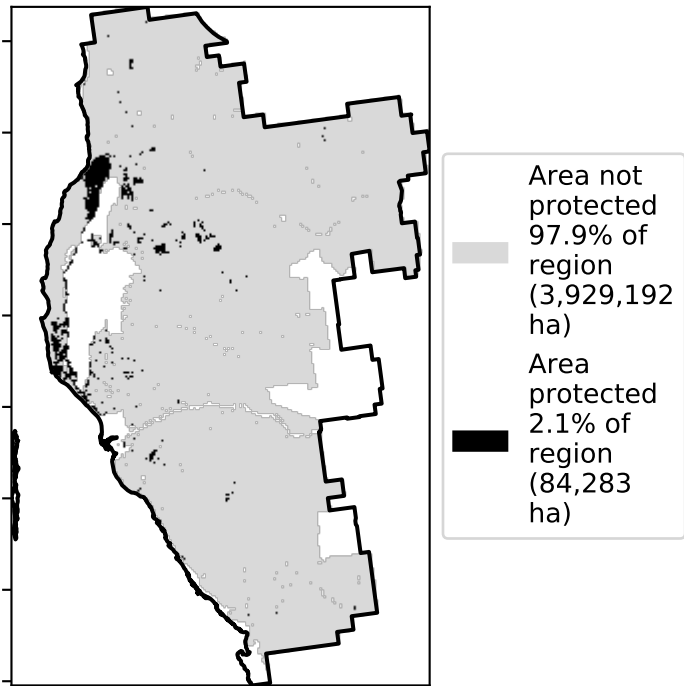 Area not
protected
97.9% of
region
(3,929,192
ha)
Area
protected
2.1% of
region
(84,283
ha)